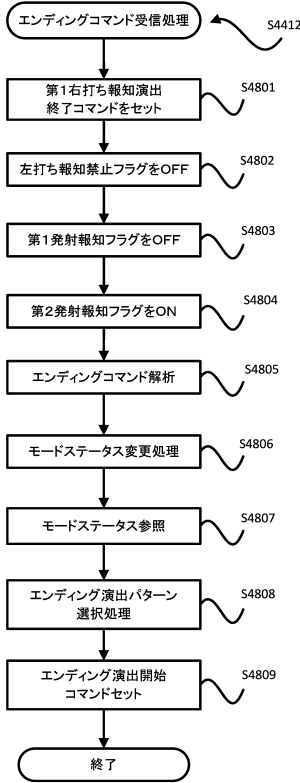 エンディングコマンド受信処理
S4412
第1右打ち報知演出
終了コマンドをセット
S4801
左打ち報知禁止フラグをOFF
S4802
第1発射報知フラグをOFF
S4803
第2発射報知フラグをON
S4804
エンディングコマンド解析
S4805
モードステータス変更処理
S4806
モードステータス参照
S4807
エンディング演出パターン
選択処理
S4808
エンディング演出開始
コマンドセット
S4809
終了